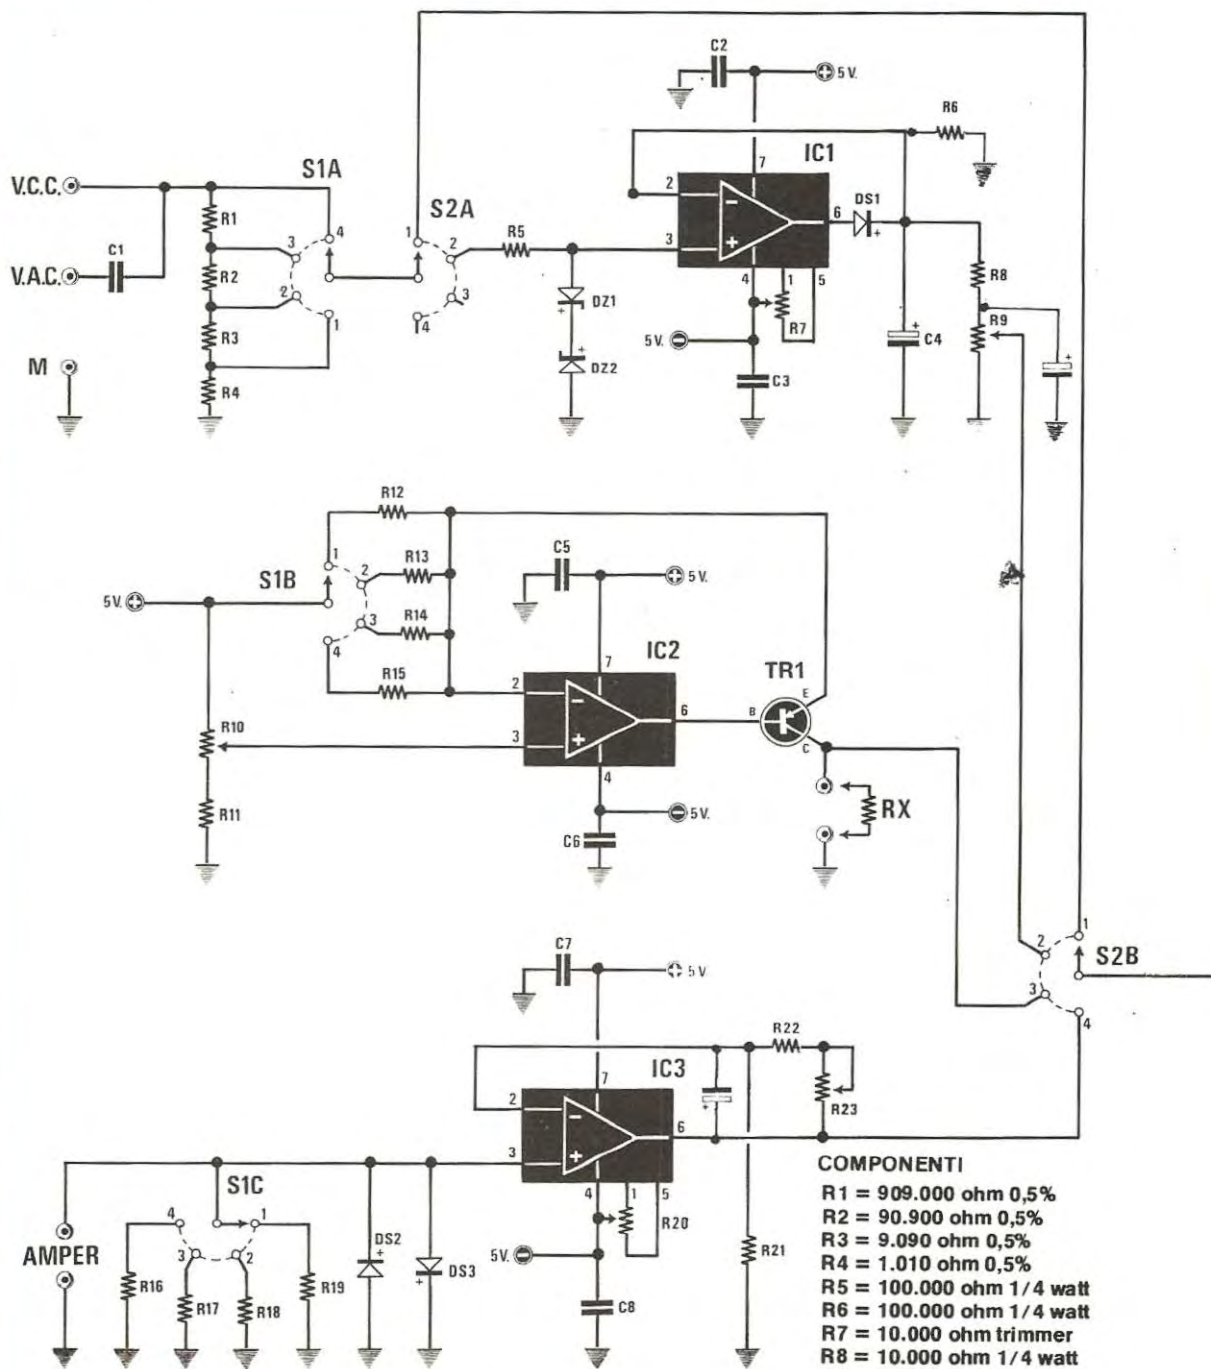 C2
5 V.
R6
S1A
IC1
V.C.C.
R1
4
S2A
7
2
DS1
3
1
2
R5
6
+
C1
R2
3
R8
V.A.C.
2
3
4
1
5
R9
R3
1
4
DZ1
+
R7
+
+
M
5V.
C4
R4
DZ2
+
C3
R12
1
C5
S1B
2
R13
5 V.
5V.
3
R14
IC2
TR1
4
R15
7
2
E
R10
6
B
3
C
4
RX
R11
5V.
C6
1
C7
2
S2B
5 V
3
R22
4
IC3
7
R23
2
+
6
3
COMPONENTI
S1C
R1 = 909.000 ohm 0,5%
4
1
4
1
5
R2 = 90.900 ohm 0,5%
AMPER
3
2
DS2
+
R20
R3 = 9.090 ohm 0,5%
5V.
R21
R4 = 1.010 ohm 0,5%
R16
R17
R18
R19
DS3
+
R5 = 100.000 ohm 1/4 watt
C8
R6 = 100.000 ohm 1/4 watt
R7 = 10.000 ohm trimmer
R8 = 10.000 ohm 1/4 watt